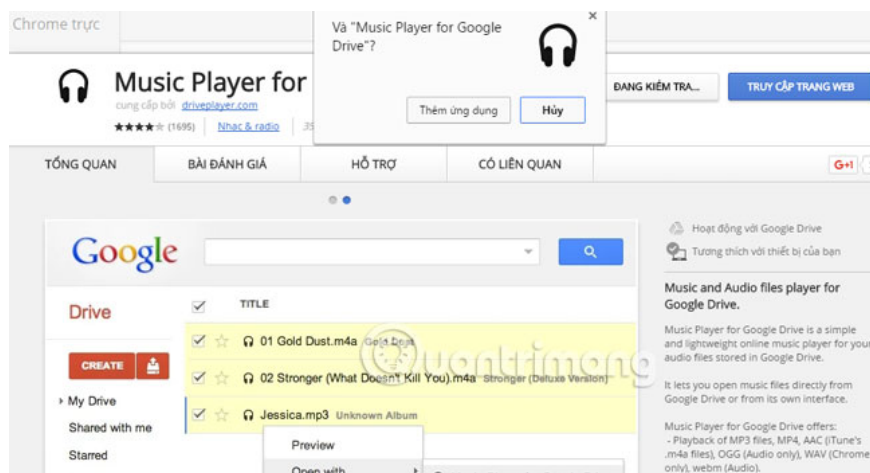 Chrome trực
Và "Music Player for Google
Drive"?
Thêm ứng dụng
Hủy
Music Player for
cung cấp bởi driveplayer.com
(1695)
Nhạc & radio
ĐANG KIỂM TRA...
TRUY CẬP TRANG WEB
TỔNG QUAN
BÀI ĐÁNH GIÁ
HỖ TRỢ
CÓ LIÊN QUAN
G+1
Google
Drive
CREATE
My Drive
Shared with me
Starred
TITLE
01 Gold Dust.m4a Gold Dust
02 Stronger (What Doesn't Kill You).m4a Stronger (Deluxe Version)
Jessica.mp3 Unknown Album
Preview
Open with
Quantrimang
Hoạt động với Google Drive
Tương thích với thiết bị của bạn
Music and Audio files player for
Google Drive.
Music Player for Google Drive is a simple
and lightweight online music player for your
audio files stored in Google Drive.
It lets you open music files directly from
Google Drive or from its own interface.
Music Player for Google Drive offers:
- Playback of MP3 files, MP4, AAC (iTune's
.m4a files), OGG (Audio only), WAV (Chrome
only), webm (Audio).